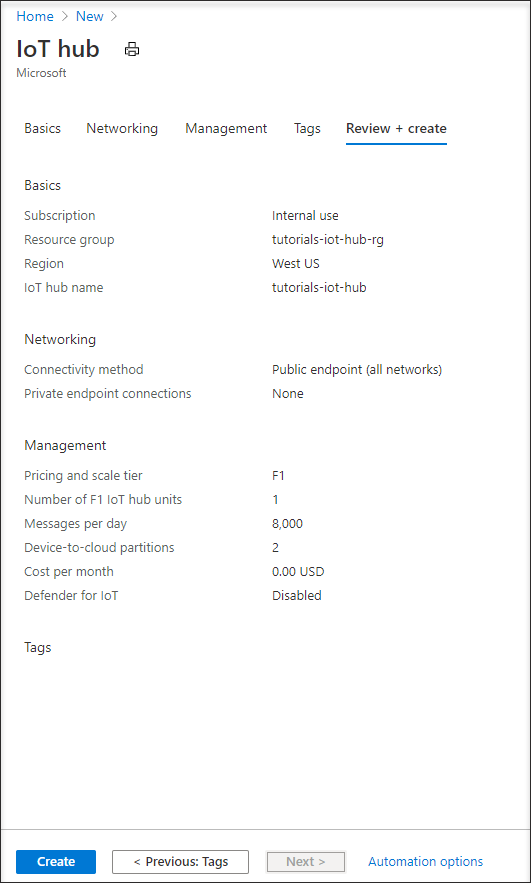 Home > New >
IoT hub
Microsoft
Basics Networking Management Tags Review + create
Basics
Subscription Internal use
Resource group tutorials-iot-hub-rg
Region West US
IoT hub name tutorials-iot-hub
Networking
Connectivity method Public endpoint (all networks)
Private endpoint connections None
Management
Pricing and scale tier F1
Number of F1 IoT hub units 1
Messages per day 8,000
Device-to-cloud partitions 2
Cost per month 0.00 USD
Defender for IoT Disabled
Tags
Create < Previous: Tags Next > Automation options